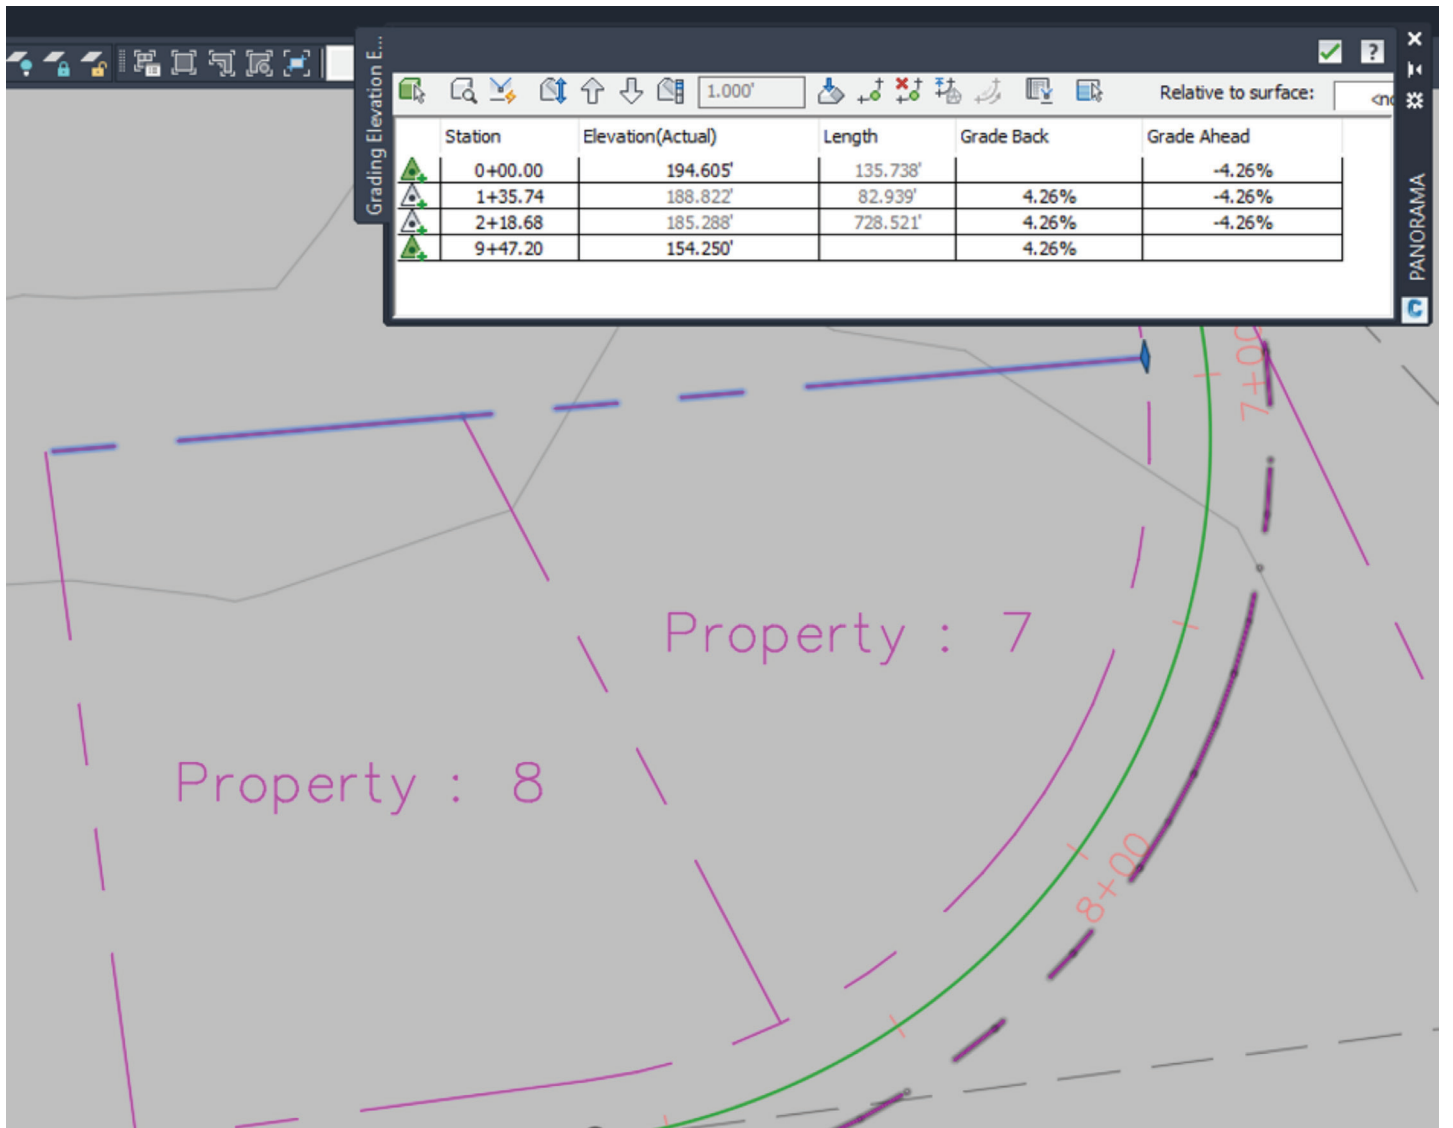 Grading Elevation E...
1.000'
Relative to surface:
<no
Station Elevation(Actual) Length Grade Back Grade Ahead
0+00.00 194.605' 135.738' -4.26%
1+35.74 188.822' 82.939' 4.26% -4.26%
2+18.68 185.288' 728.521' 4.26% -4.26%
9+47.20 154.250' 4.26%
PANORAMA
7+00
Property : 7
Property : 8
8+00